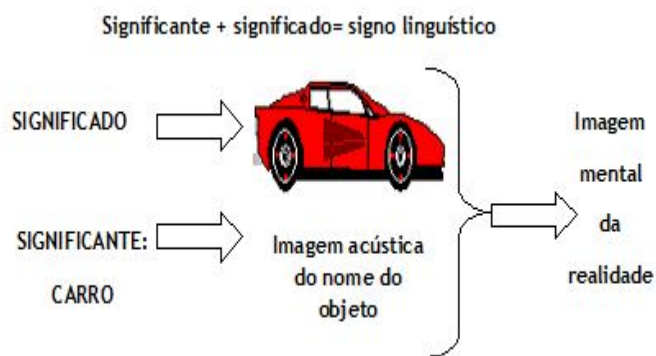 Significante + significado= signo linguístico
SIGNIFICADO
SIGNIFICANTE:
CARRO
Imagem acústica
do nome do
objeto
Imagem
mental
da
realidade